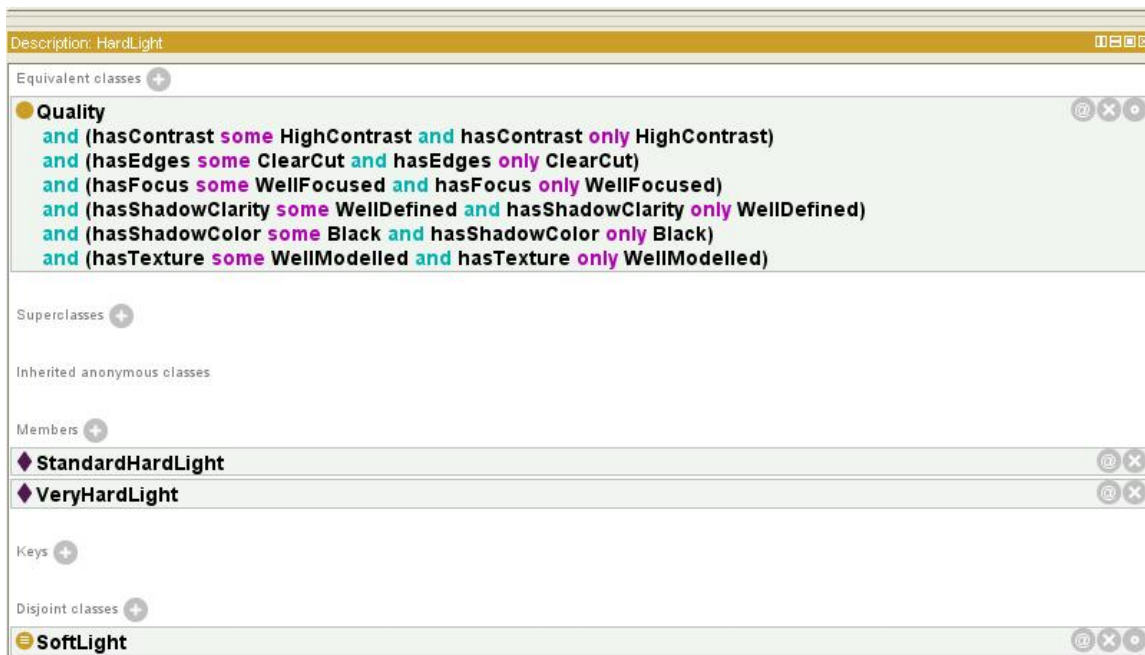 Description: HardLight
Equivalent classes
Quality
and (hasContrast some HighContrast and hasContrast only HighContrast)
and (hasEdges some ClearCut and hasEdges only ClearCut)
and (hasFocus some WellFocused and hasFocus only WellFocused)
and (hasShadowClarity some WellDefined and hasShadowClarity only WellDefined)
and (hasShadowColor some Black and hasShadowColor only Black)
and (hasTexture some WellModelled and hasTexture only WellModelled)
Superclasses
Inherited anonymous classes
Members
StandardHardLight
VeryHardLight
Keys
Disjoint classes
SoftLight